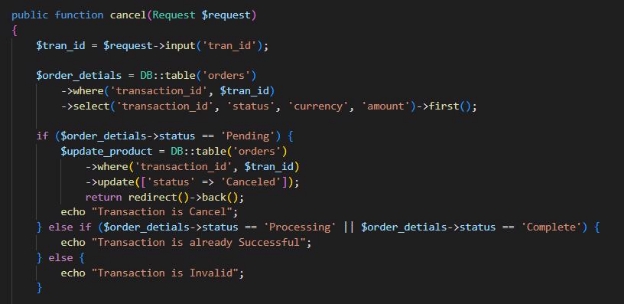 public function cancel(Request $request)
{
$tran_id = $request->input('tran_id');
$order_detials = DB::table('orders')
->where('transaction_id', $tran_id)
->select('transaction_id', 'status', 'currency', 'amount')->first();
if ($order_detials->status == 'Pending') {
$update_product = DB::table('orders')
->where('transaction_id', $tran_id)
->update(['status' => 'Canceled']);
return redirect()->back();
echo "Transaction is Cancel";
} else if ($order_detials->status == 'Processing' || $order_detials->status == 'Complete') {
echo "Transaction is already Successful";
} else {
echo "Transaction is Invalid";
}